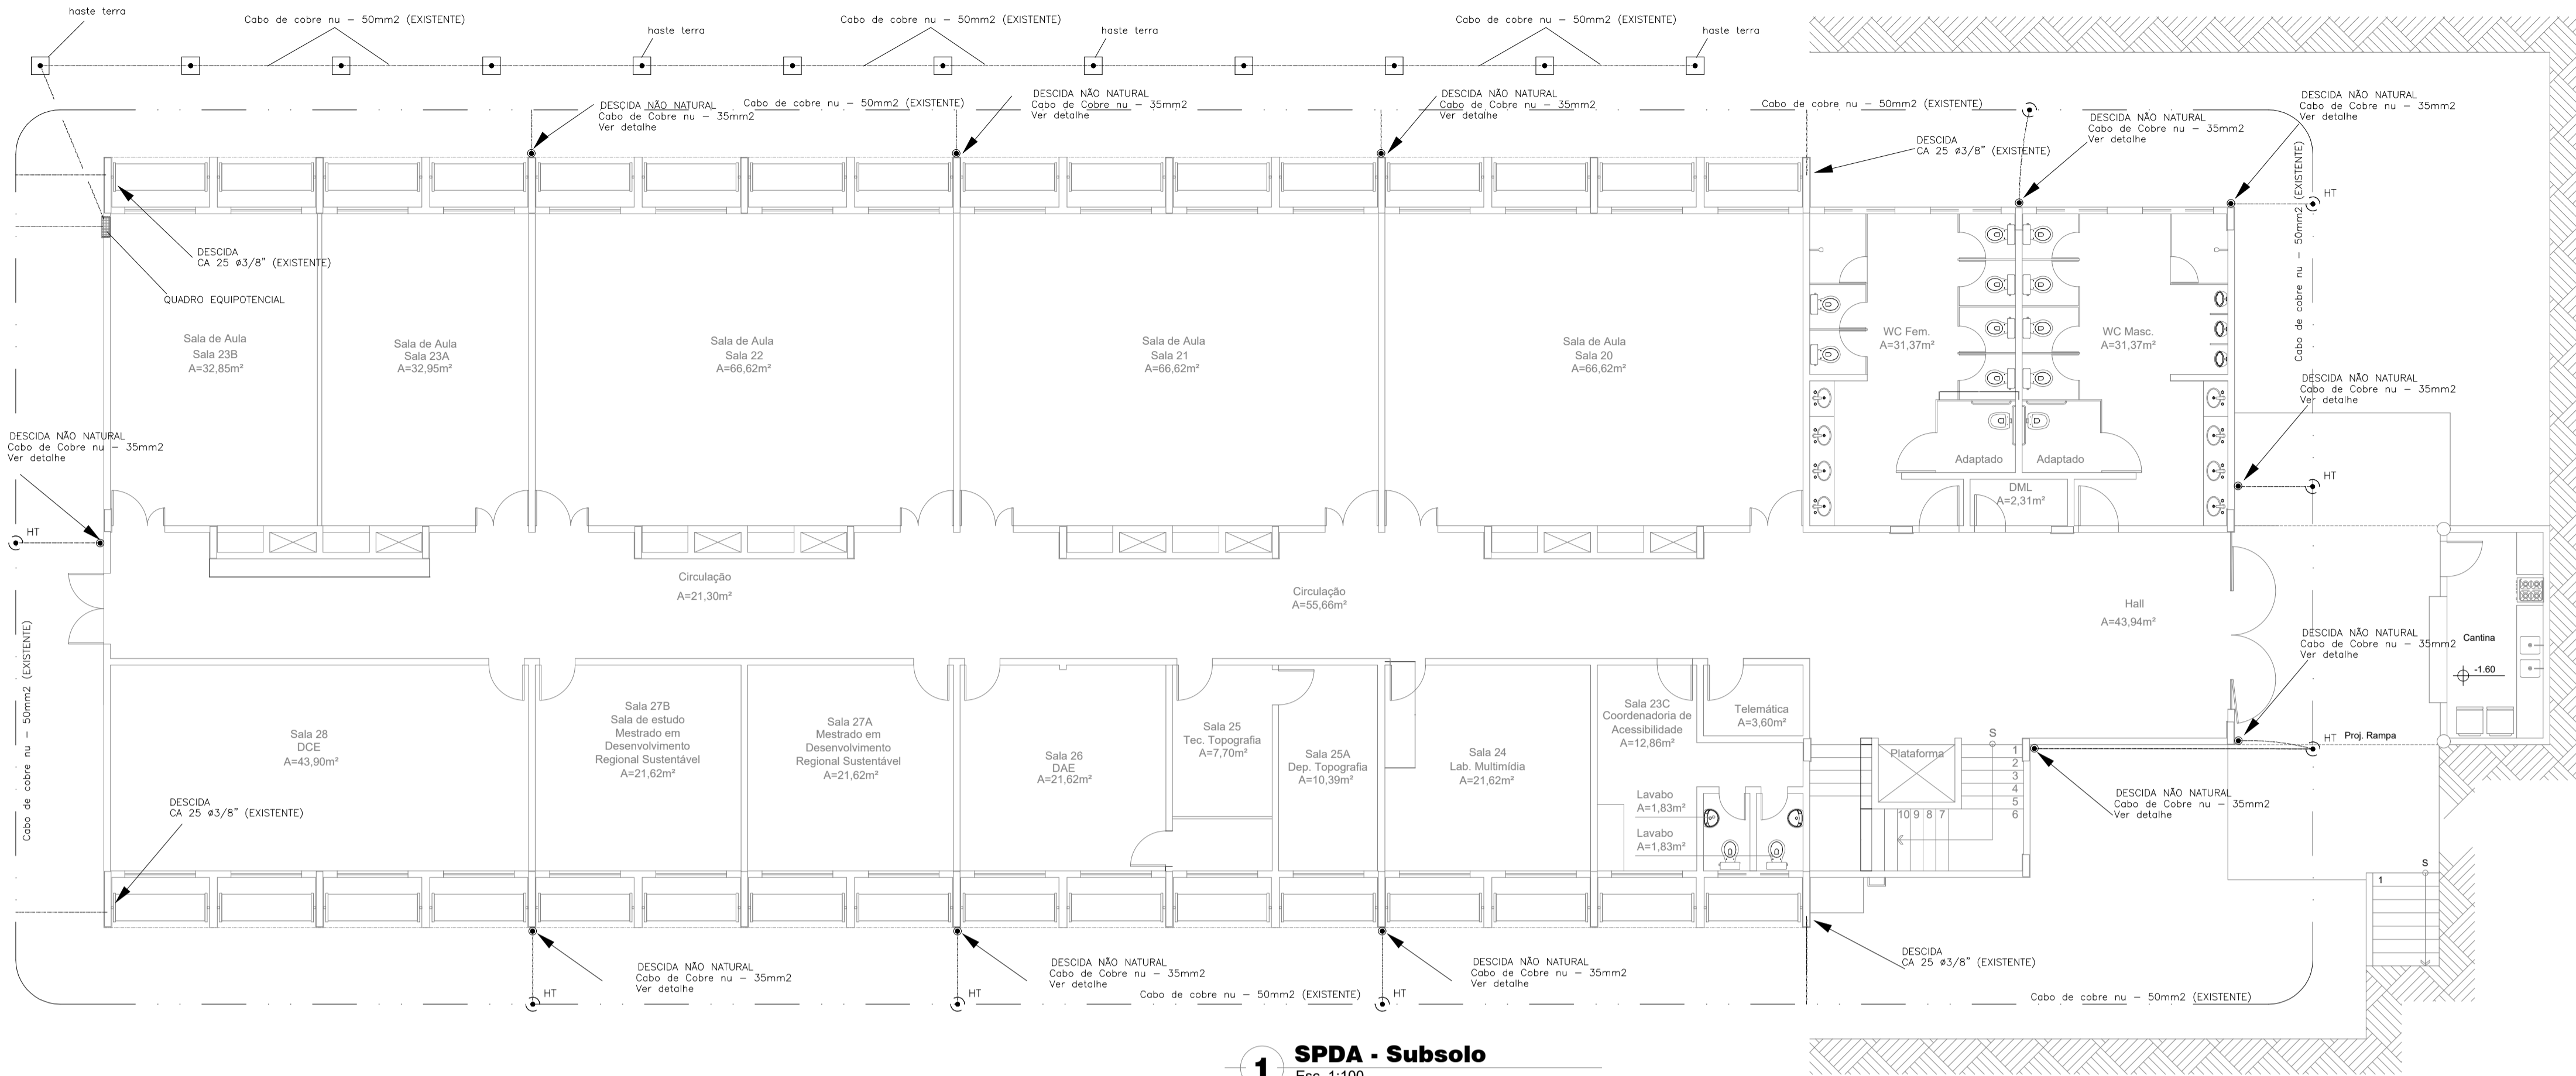 haste terra
Cabo de cobre nu - 50mm2 (EXISTENTE)
haste terra
Cabo de cobre nu - 50mm2 (EXISTENTE)
haste terra
Cabo de cobre nu - 50mm2 (EXISTENTE)
haste terra
DESCIDA NÃO NATURAL
Cabo de Cobre nu - 35mm2
Ver detalhe
Cabo de cobre nu - 50mm2 (EXISTENTE)
DESCIDA NÃO NATURAL
Cabo de Cobre nu - 35mm2
Ver detalhe
DESCIDA NÃO NATURAL
Cabo de Cobre nu - 35mm2
Ver detalhe
Cabo de cobre nu - 50mm2 (EXISTENTE)
DESCIDA NÃO NATURAL
Cabo de Cobre nu - 35mm2
Ver detalhe
DESCIDA NÃO NATURAL
Cabo de Cobre nu - 35mm2
Ver detalhe
DESCIDA
CA 25 ø3/8" (EXISTENTE)
HT
Cabo de cobre nu - 50mm2 (EXISTENTE)
DESCIDA
CA 25 ø3/8" (EXISTENTE)
QUADRO EQUIPOTENCIAL
Sala de Aula
Sala 23B
A=32,85m²
Sala de Aula
Sala 23A
A=32,95m²
Sala de Aula
Sala 22
A=66,62m²
Sala de Aula
Sala 21
A=66,62m²
Sala de Aula
Sala 20
A=66,62m²
WC Fem.
A=31,37m²
WC Masc.
A=31,37m²
DESCIDA NÃO NATURAL
Cabo de Cobre nu - 35mm2
Ver detalhe
DESCIDA NÃO NATURAL
Cabo de Cobre nu - 35mm2
Ver detalhe
Adaptado
Adaptado
DML
A=2,31m²
HT
HT
Circulação
A=21,30m²
Circulação
A=55,66m²
Hall
A=43,94m²
DESCIDA NÃO NATURAL
Cabo de Cobre nu - 35mm2
Ver detalhe
Cantina
-1.60
Cabo de cobre nu - 50mm2 (EXISTENTE)
Sala 28
DCE
A=43,90m²
Sala 27B
Sala de estudo
Mestrado em
Desenvolvimento
Regional Sustentável
A=21,62m²
Sala 27A
Mestrado em
Desenvolvimento
Regional Sustentável
A=21,62m²
Sala 26
DAE
A=21,62m²
Sala 25
Tec. Topografia
A=7,70m²
Sala 25A
Dep. Topografia
A=10,39m²
Sala 24
Lab. Multimídia
A=21,62m²
Sala 23C
Coordenadoria de
Acessibilidade
A=12,86m²
Telemática
A=3,60m²
Lavabo
A=1,83m²
Lavabo
A=1,83m²
Plataforma
S
1
2
3
4
5
6
10 9 8 7
HT
Proj. Rampa
DESCIDA NÃO NATURAL
Cabo de Cobre nu - 35mm2
Ver detalhe
DESCIDA
CA 25 ø3/8" (EXISTENTE)
S
1
DESCIDA NÃO NATURAL
Cabo de Cobre nu - 35mm2
Ver detalhe
DESCIDA NÃO NATURAL
Cabo de Cobre nu - 35mm2
Ver detalhe
DESCIDA NÃO NATURAL
Cabo de Cobre nu - 35mm2
Ver detalhe
DESCIDA
CA 25 ø3/8" (EXISTENTE)
HT
HT
Cabo de cobre nu - 50mm2 (EXISTENTE)
HT
Cabo de cobre nu - 50mm2 (EXISTENTE)
1
SPDA - Subsolo
Esc. 1:100